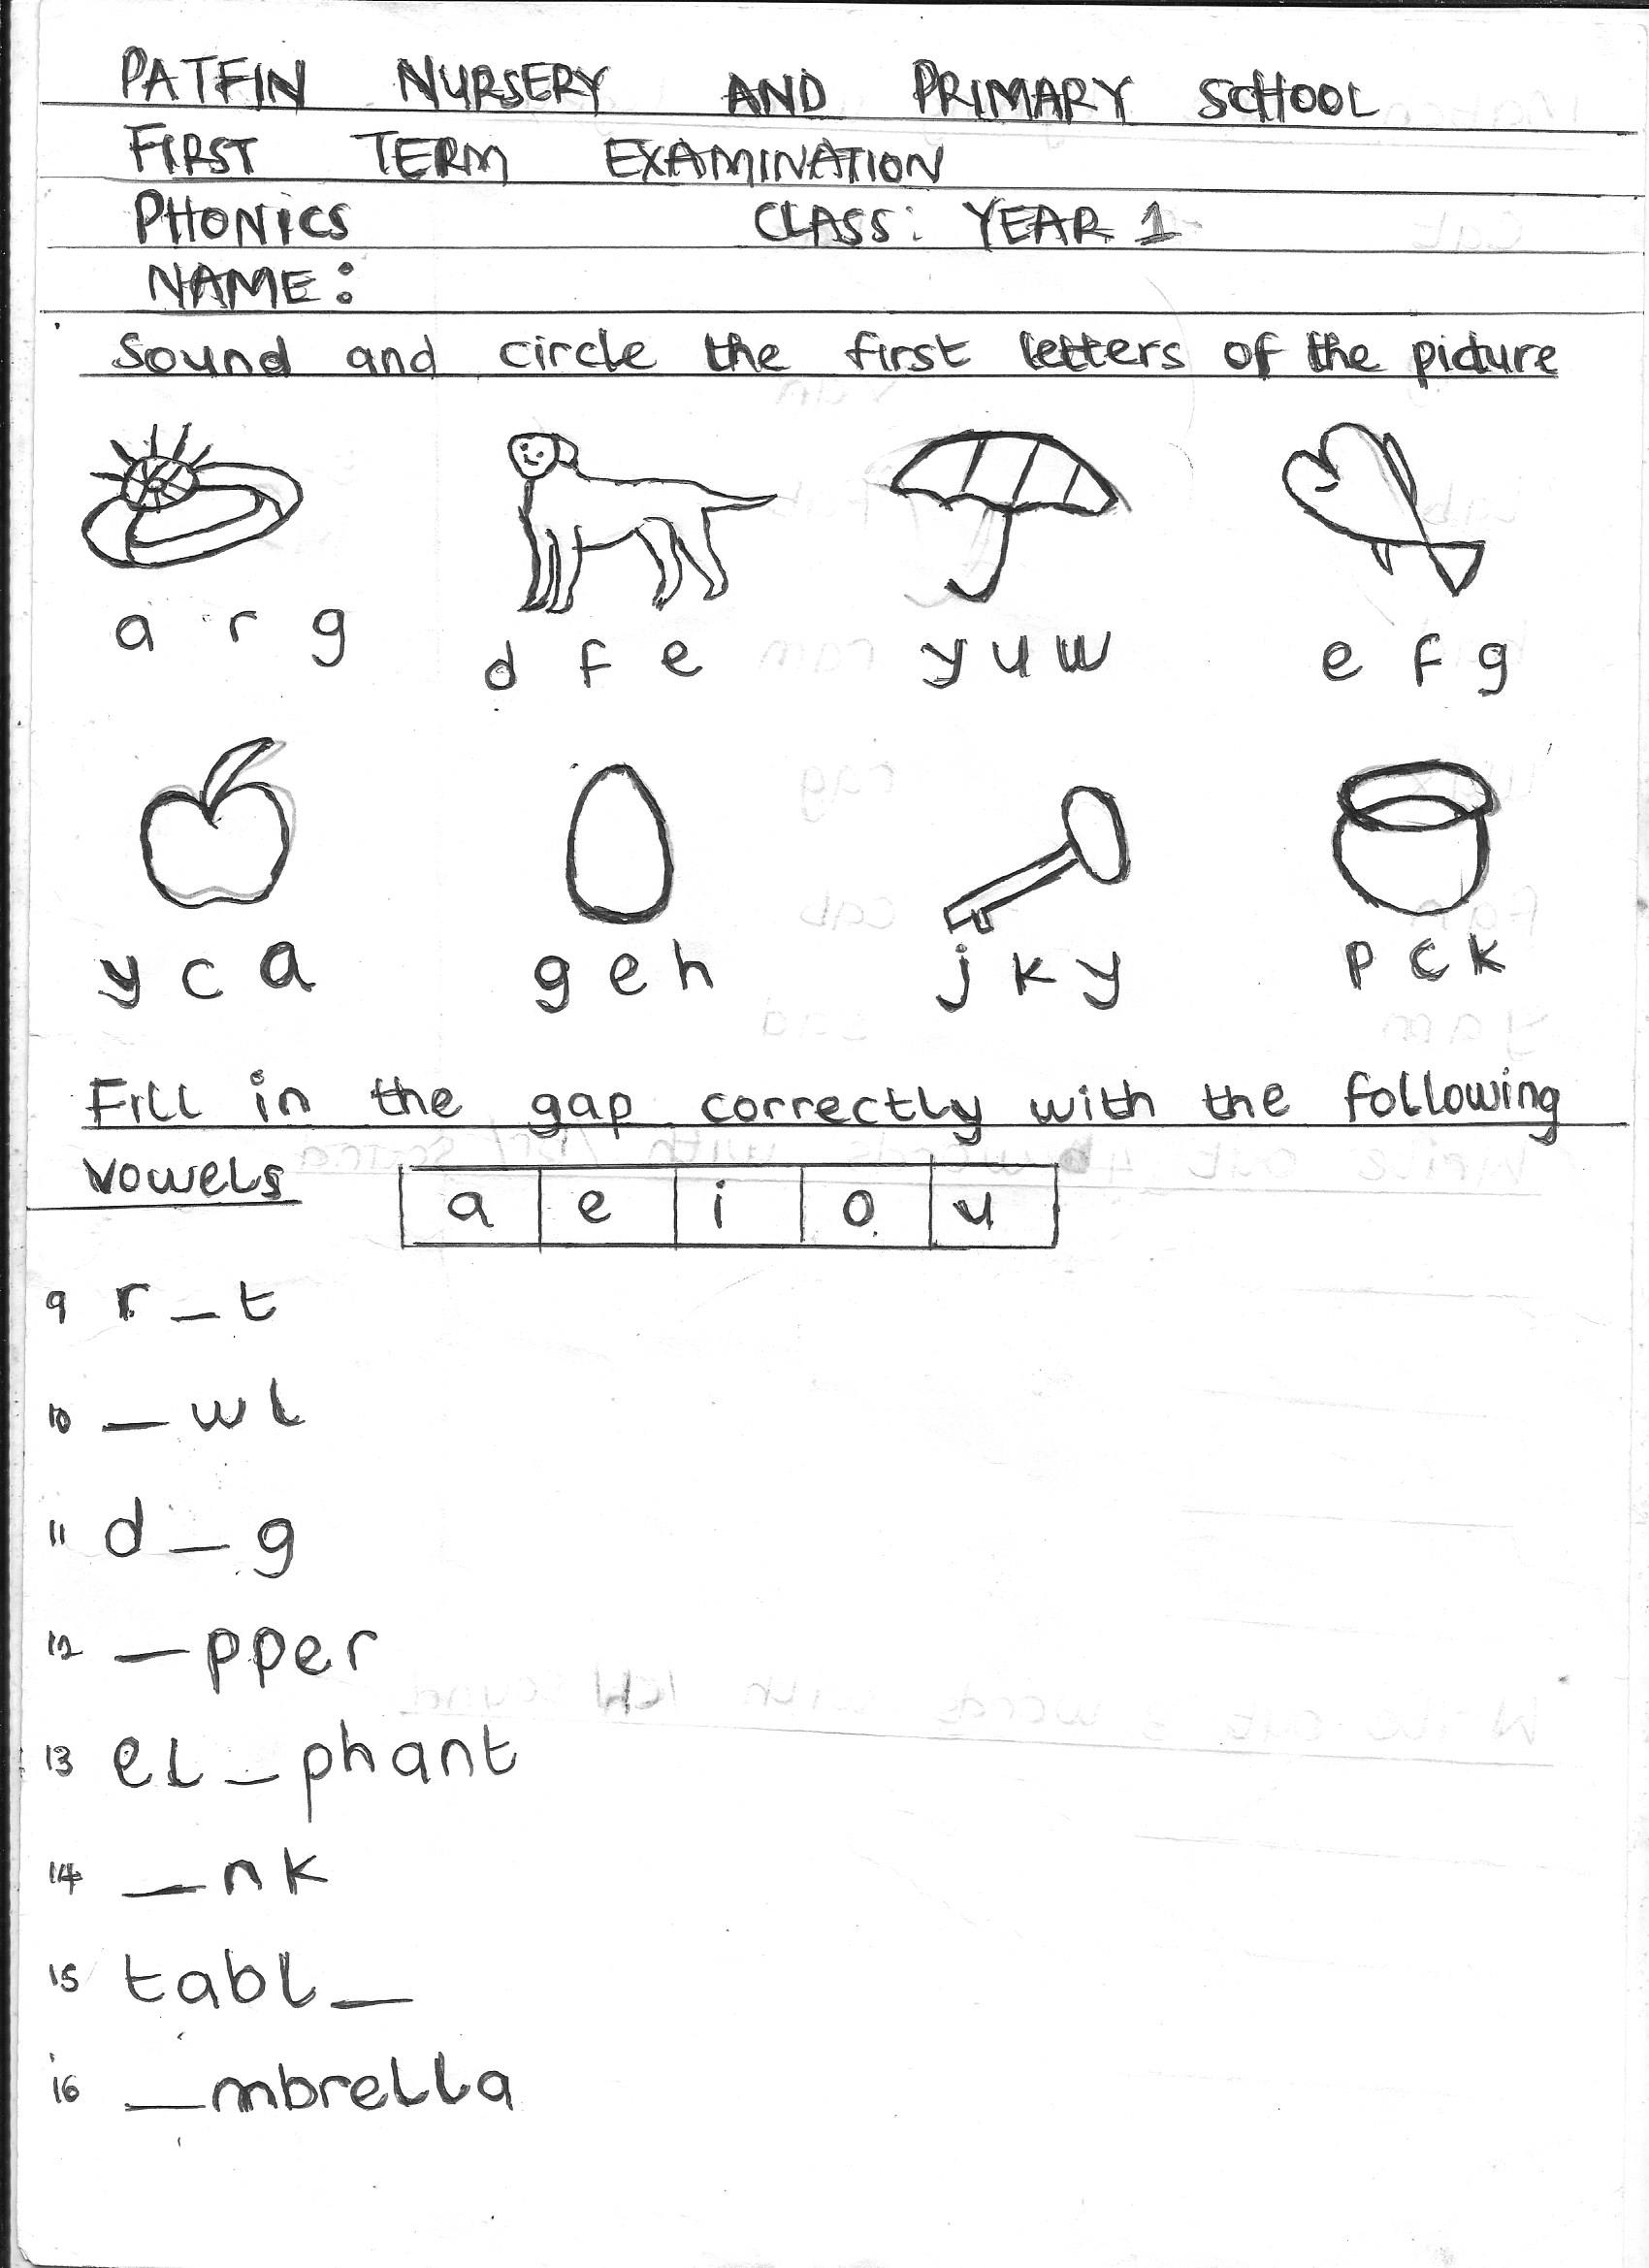 PATFIN NURSERY AND PRIMARY SCHOOL
FIRST TERM EXAMINATION
PHONICS CLASS: YEAR 1
NAME:
Sound and circle the first letters of the picture
a r g
d f e
y u w
e f g
y c a
g e h
j k y
p c k
Fill in the gap correctly with the following
vowels
a e i o u
9 r_t
10 _wl
11 d_g
12 _pper
13 el_phant
14 _nk
15 tabl_
16 _mbrella